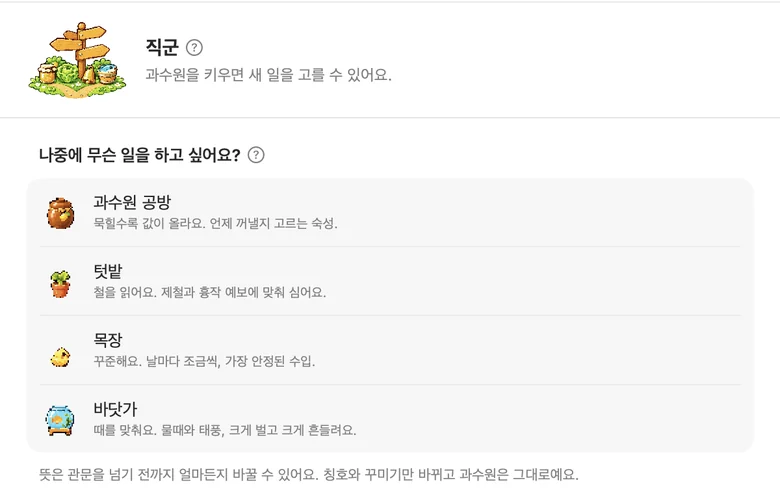 직군 ?
과수원을 키우면 새 일을 고를 수 있어요.
나중에 무슨 일을 하고 싶어요? ?
과수원 공방
묵힐수록 값이 올라요. 언제 꺼낼지 고르는 숙성.
텃밭
철을 읽어요. 제철과 흉작 예보에 맞춰 심어요.
목장
꾸준해요. 날마다 조금씩, 가장 안정된 수입.
바닷가
때를 맞춰요. 물때와 태풍, 크게 벌고 크게 흔들려요.
뜻은 관문을 넘기 전까지 얼마든지 바꿀 수 있어요. 칭호와 꾸미기만 바뀌고 과수원은 그대로예요.